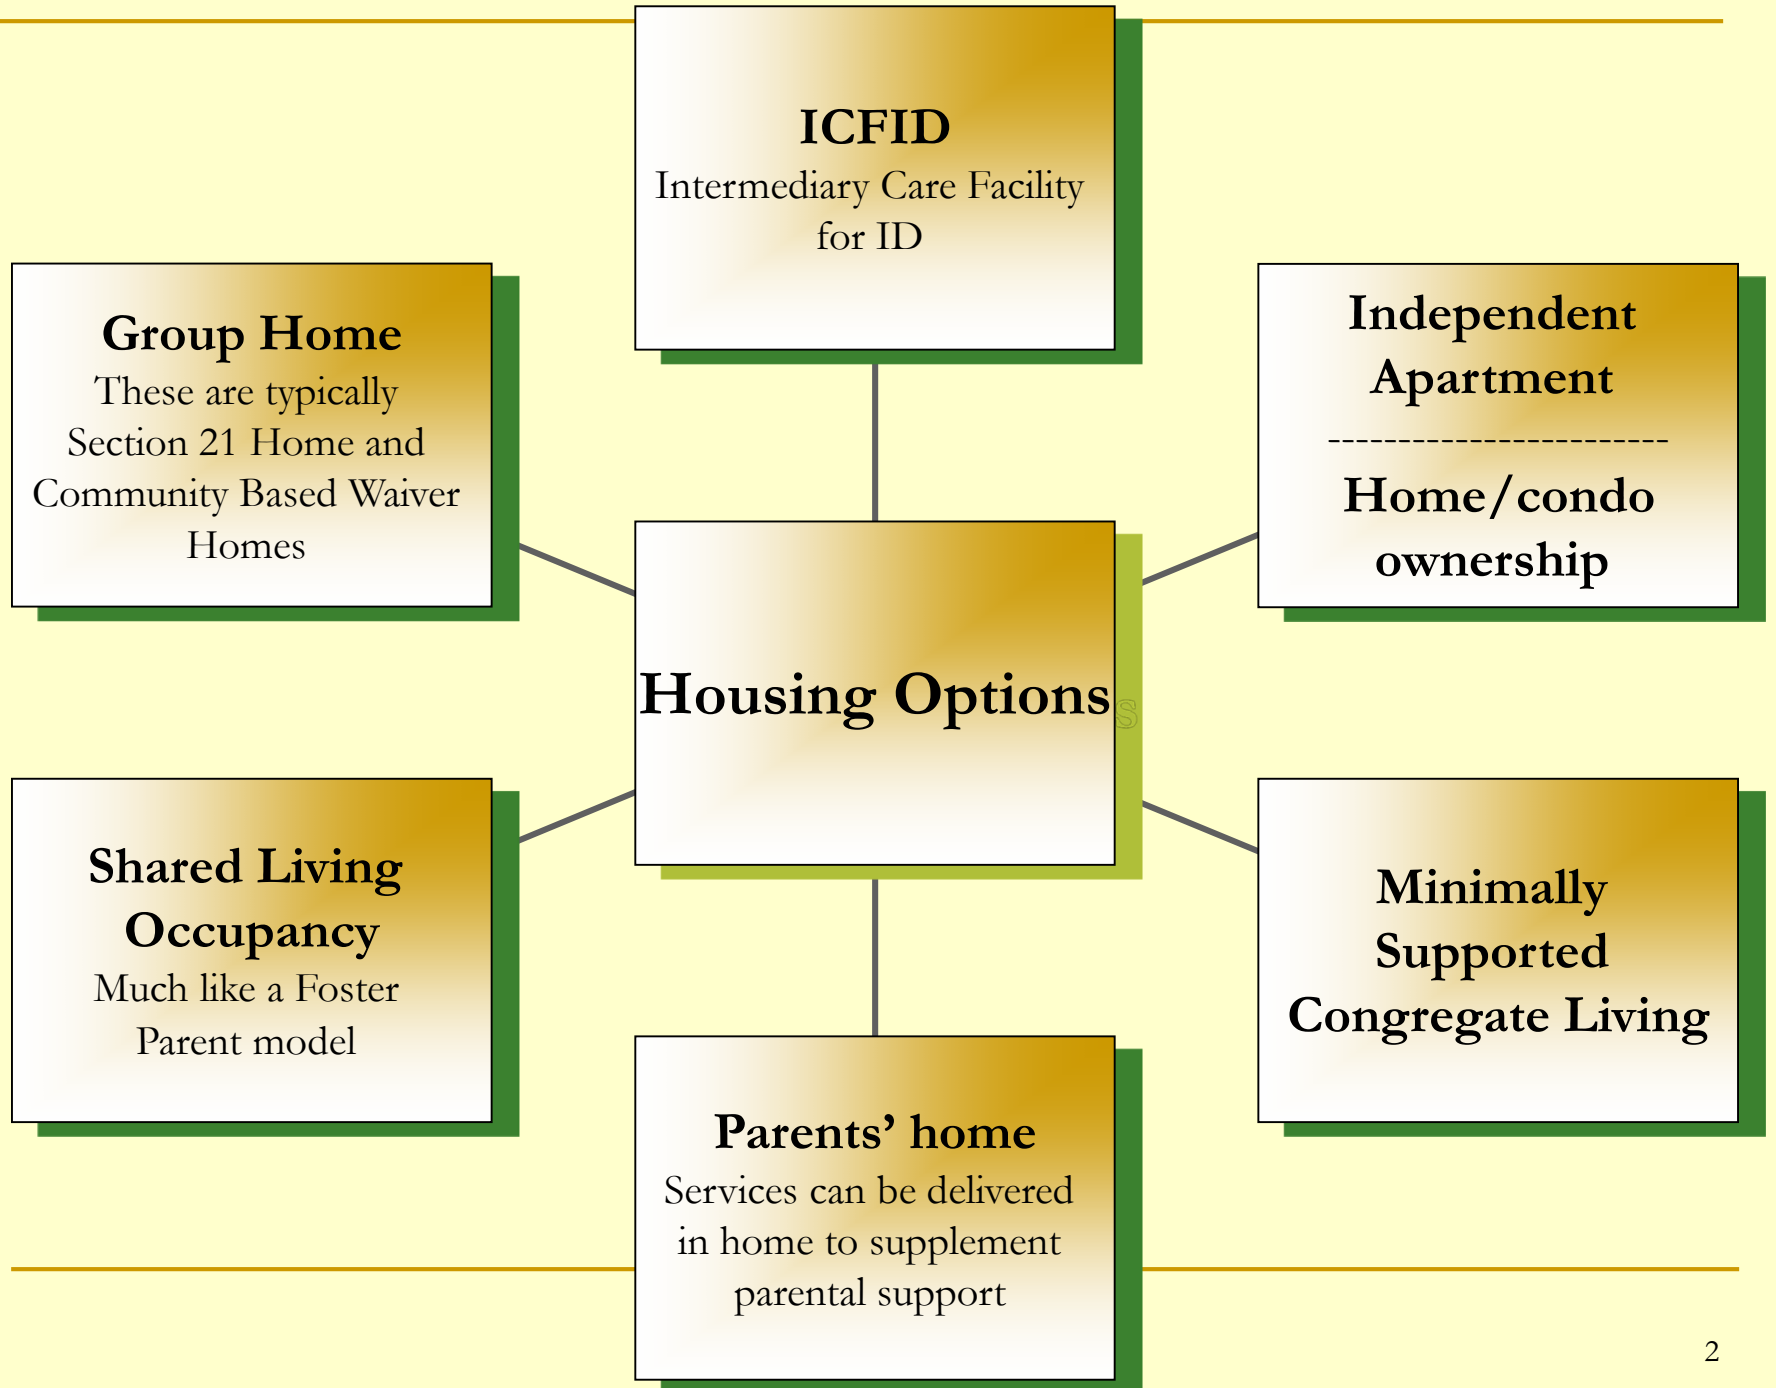 ICFID
Intermediary Care Facility
for ID
Group Home
These are typically
Section 21 Home and
Community Based Waiver
Homes
Independent
Apartment
------------------------
Home/condo
ownership
Housing Options
Shared Living
Occupancy
Much like a Foster
Parent model
Minimally
Supported
Congregate Living
Parents’ home
Services can be delivered
in home to supplement
parental support
2